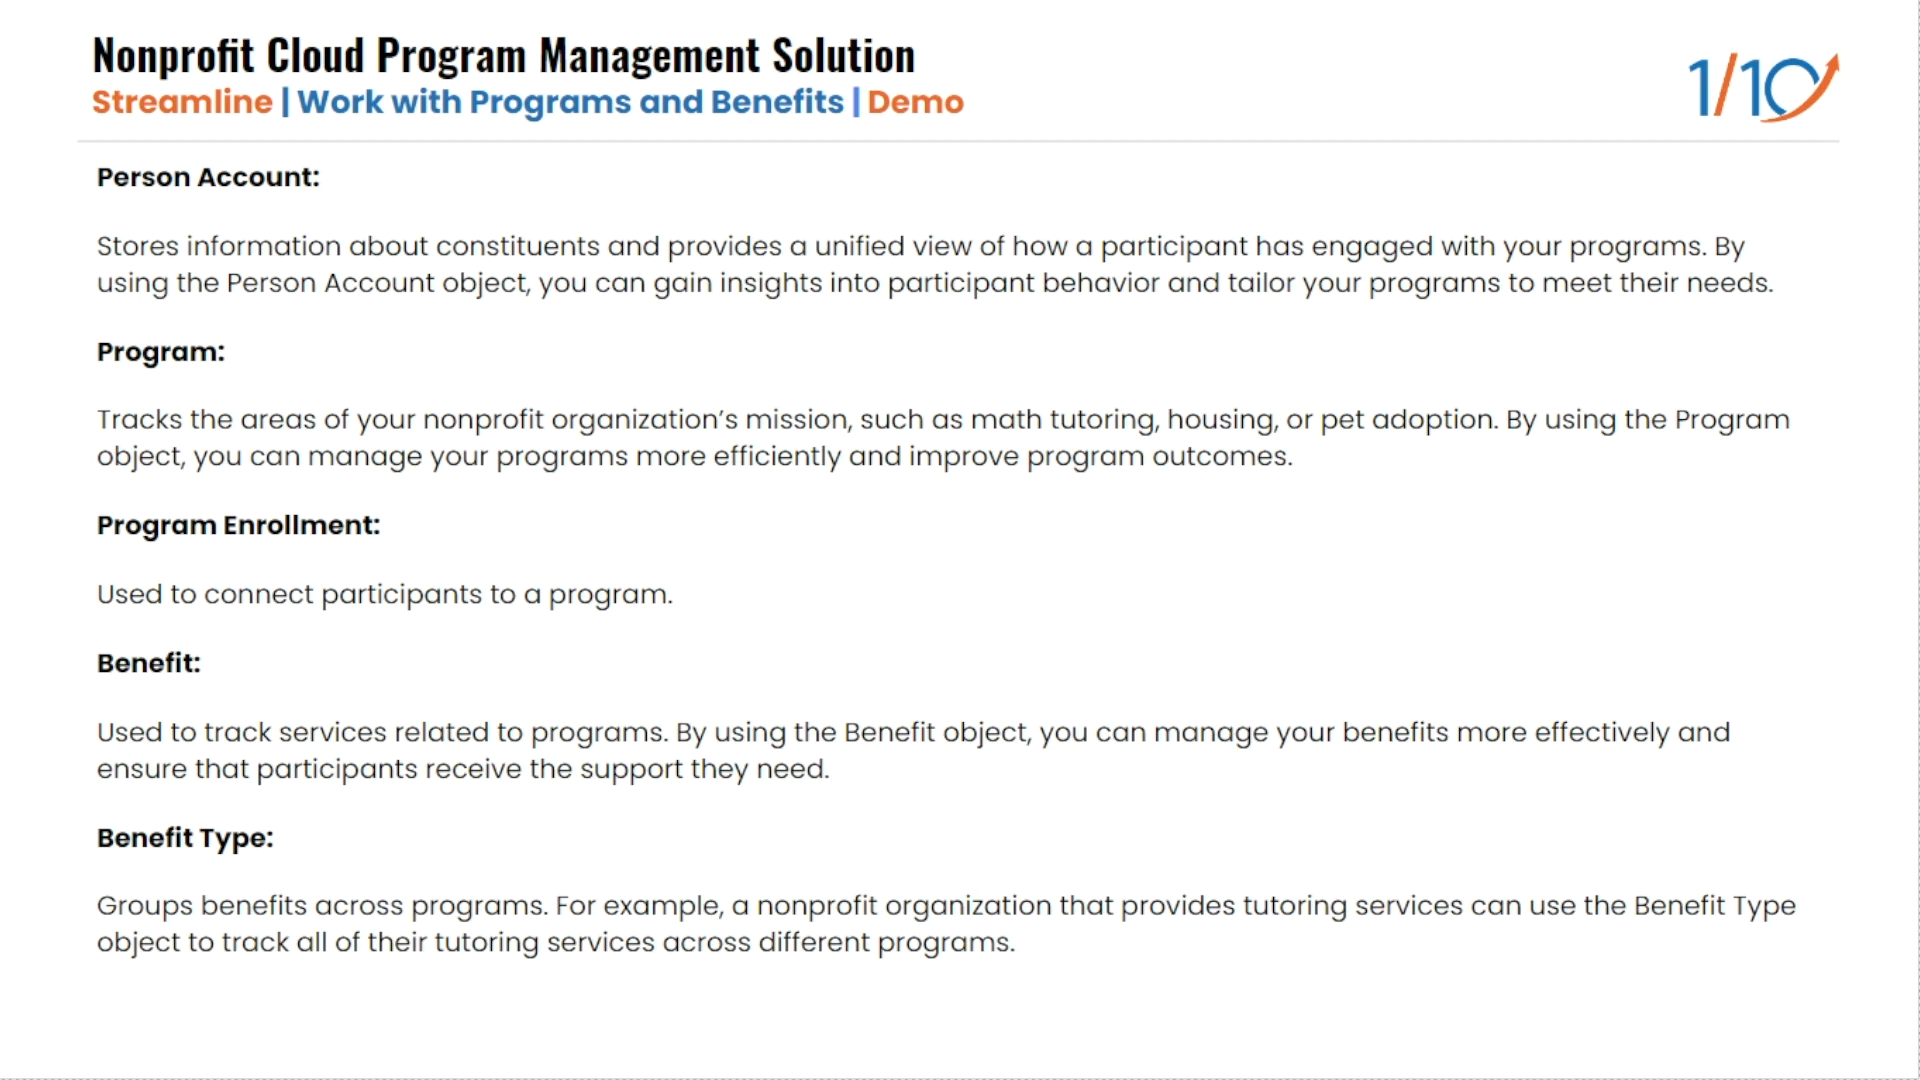 Nonprofit Cloud Program Management Solution
Streamline | Work with Programs and Benefits | Demo
1/10
Person Account:
Stores information about constituents and provides a unified view of how a participant has engaged with your programs. By
using the Person Account object, you can gain insights into participant behavior and tailor your programs to meet their needs.
Program:
Tracks the areas of your nonprofit organization’s mission, such as math tutoring, housing, or pet adoption. By using the Program
object, you can manage your programs more efficiently and improve program outcomes.
Program Enrollment:
Used to connect participants to a program.
Benefit:
Used to track services related to programs. By using the Benefit object, you can manage your benefits more effectively and
ensure that participants receive the support they need.
Benefit Type:
Groups benefits across programs. For example, a nonprofit organization that provides tutoring services can use the Benefit Type
object to track all of their tutoring services across different programs.